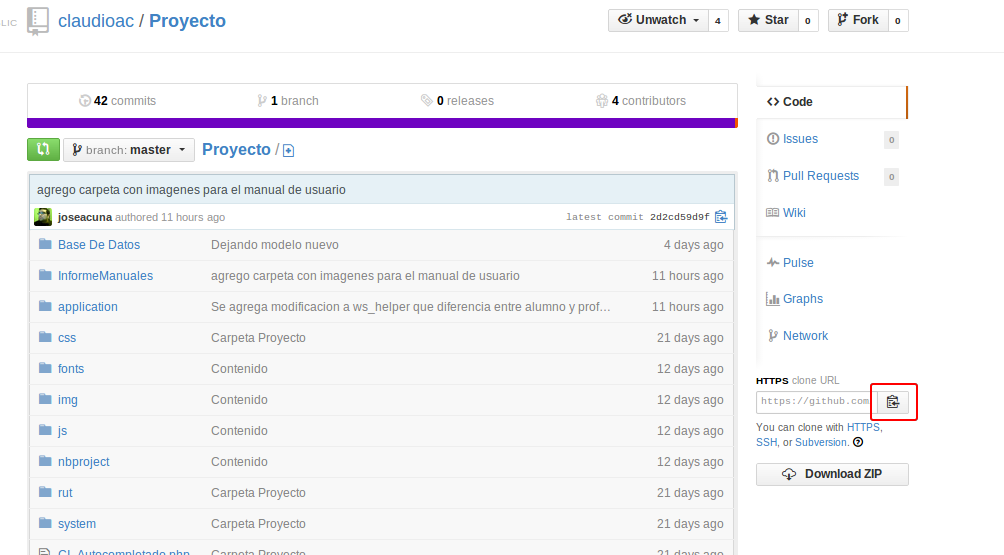 LIC claudioac / Proyecto
Unwatch 4 Star 0 Fork 0
42 commits 1 branch 0 releases 4 contributors
branch: master Proyecto /
agrego carpeta con imagenes para el manual de usuario
joseacuna authored 11 hours ago latest commit 2d2cd59d9f
Base De Datos Dejando modelo nuevo 4 days ago
InformeManuales agrego carpeta con imagenes para el manual de usuario 11 hours ago
application Se agrega modificacion a ws_helper que diferencia entre alumno y prof… 11 hours ago
css Carpeta Proyecto 21 days ago
fonts Contenido 12 days ago
img Contenido 12 days ago
js Contenido 12 days ago
nbproject Contenido 12 days ago
rut Carpeta Proyecto 21 days ago
system Carpeta Proyecto 21 days ago
CL_Autocompletado.php Carpeta Proyecto 21 days ago
Code
Issues 0
Pull Requests 0
Wiki
Pulse
Graphs
Network
HTTPS clone URL
https://github.com
You can clone with HTTPS,
SSH, or Subversion.
Download ZIP